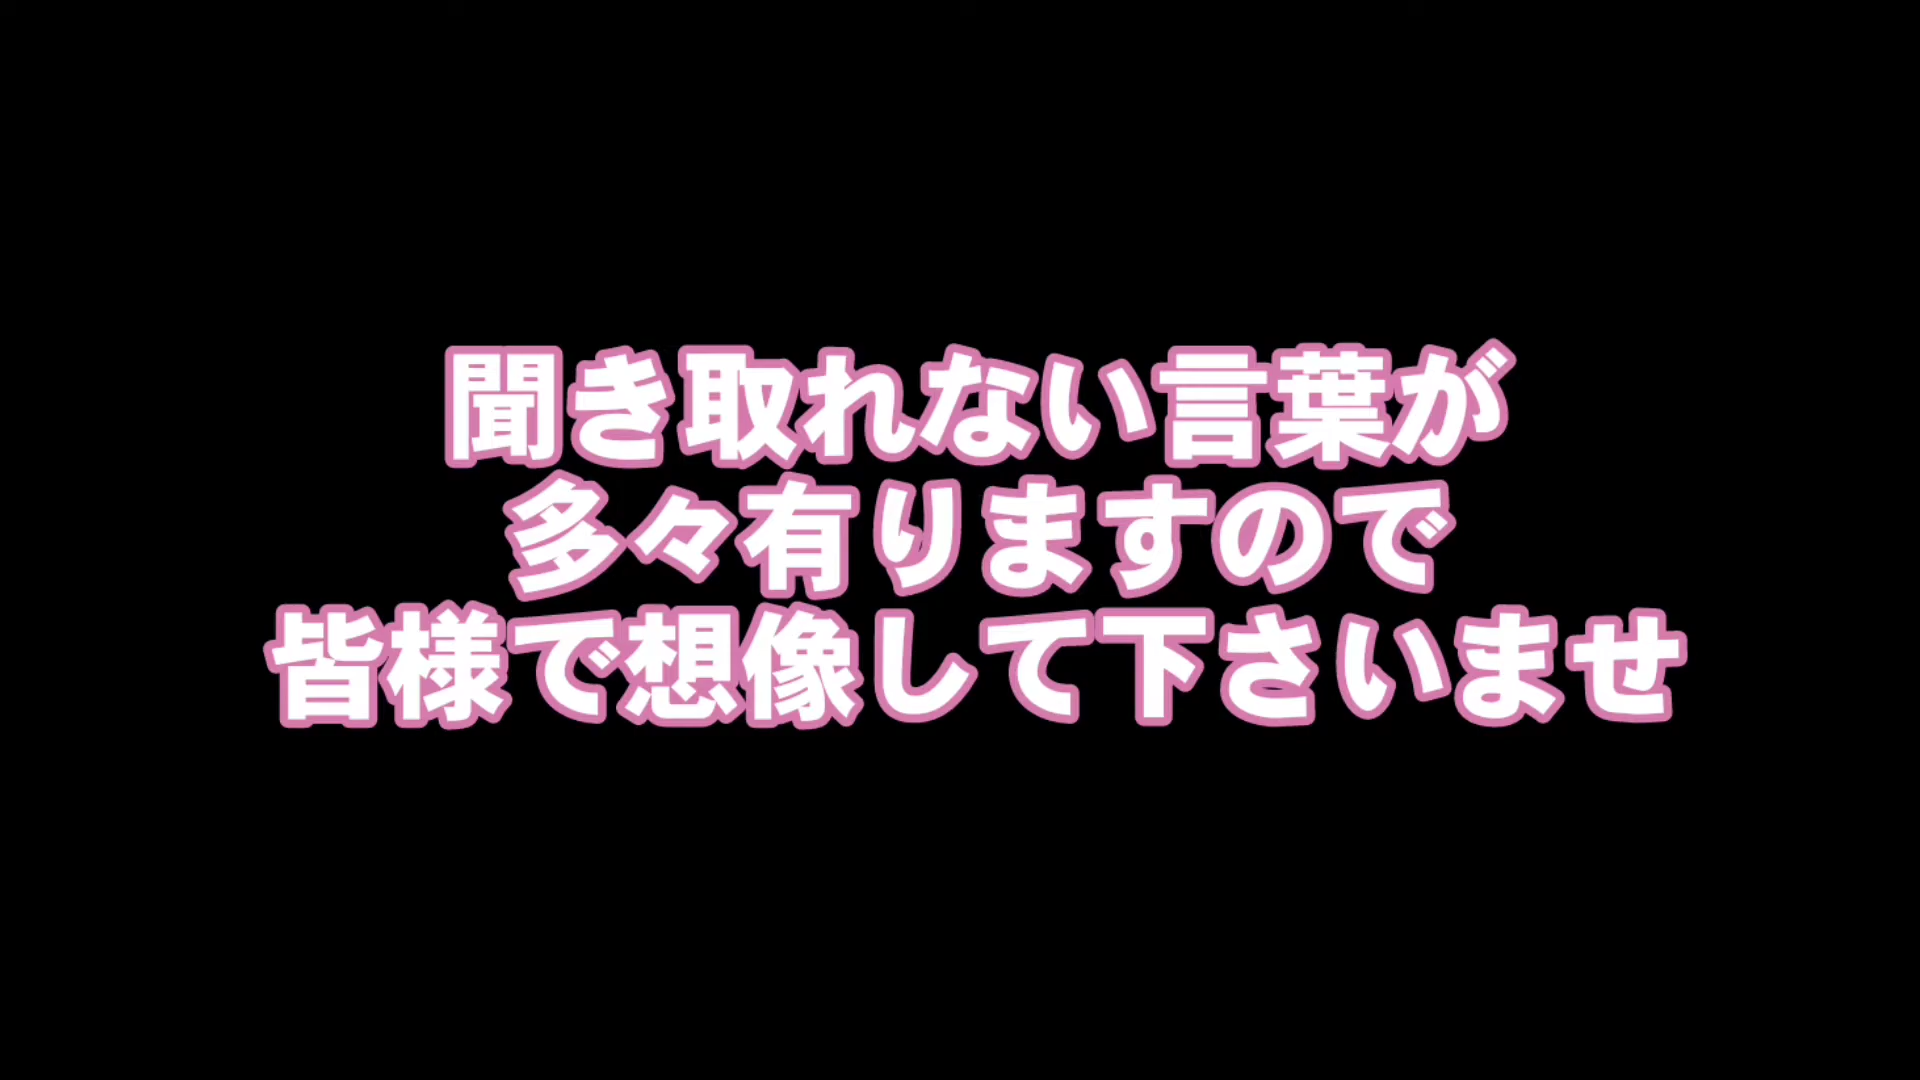 聞き取れない言葉が
多々有りますので
皆様で想像して下さいませ